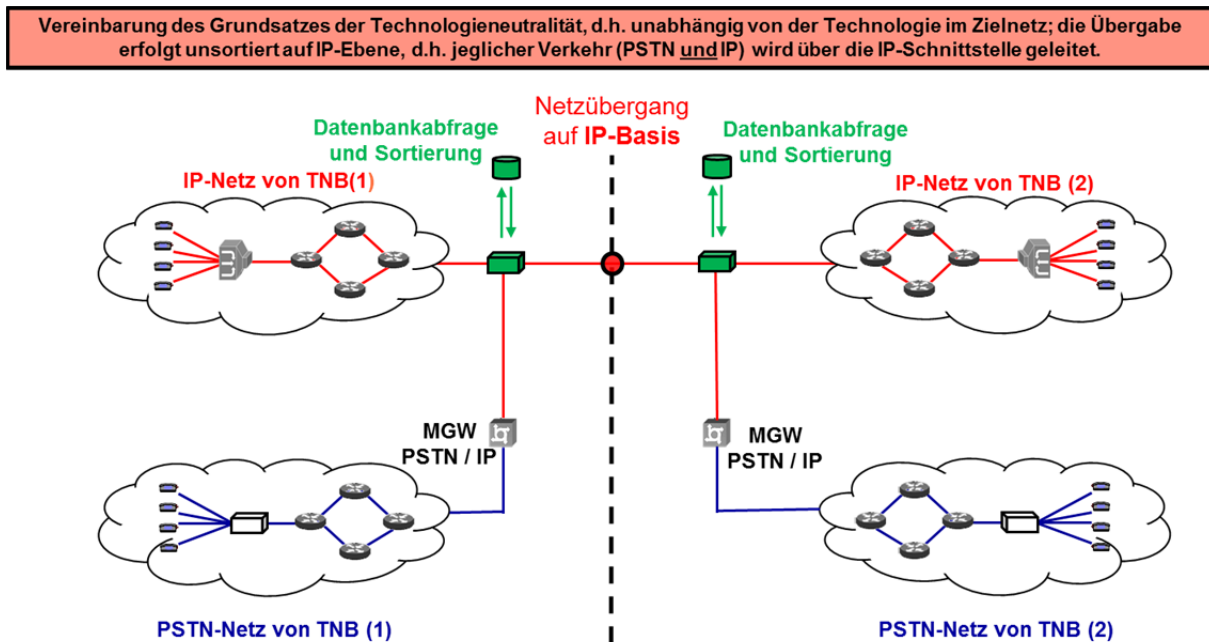 Vereinbarung des Grundsatzes der Technologieneutralität, d.h. unabhängig von der Technologie im Zielnetz; die Übergabe
erfolgt unsortiert auf IP-Ebene, d.h. jeglicher Verkehr (PSTN und IP) wird über die IP-Schnittstelle geleitet.
Netzübergang
auf IP-Basis
Datenbankabfrage
und Sortierung
Datenbankabfrage
und Sortierung
IP-Netz von TNB(1)
IP-Netz von TNB (2)
MGW
PSTN / IP
MGW
PSTN / IP
PSTN-Netz von TNB (1)
PSTN-Netz von TNB (2)